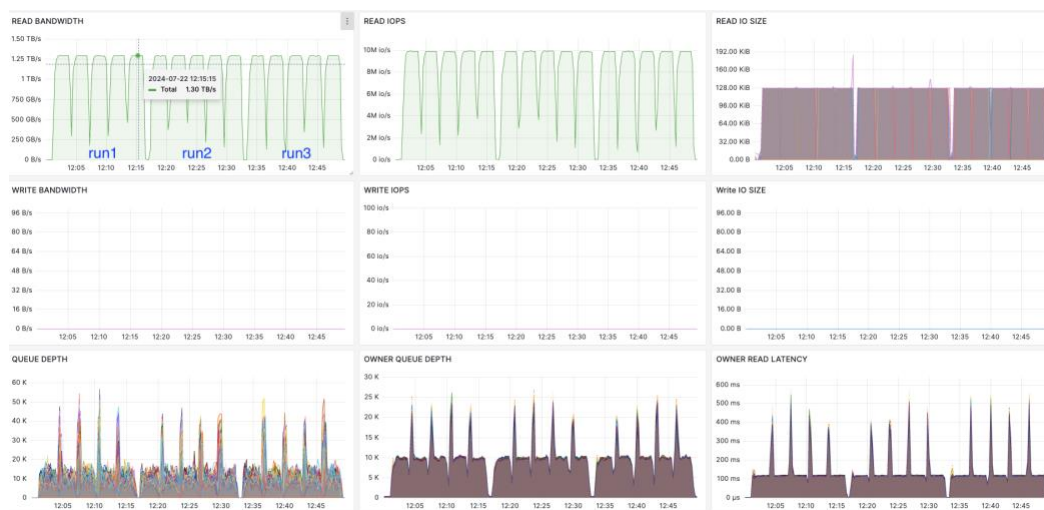 READ BANDWIDTH
1.50 TB/s
1.25 TB/s
1 TB/s
750 GB/s
500 GB/s
250 GB/s
0 B/s
2024-07-22 12:15:15
Total 1.30 TB/s
run1 run2 run3
12:05 12:10 12:15 12:20 12:25 12:30 12:35 12:40 12:45
READ IOPS
10M io/s
8M io/s
6M io/s
4M io/s
2M io/s
0 io/s
12:05 12:10 12:15 12:20 12:25 12:30 12:35 12:40 12:45
READ IO SIZE
192.00 KiB
160.00 KiB
128.00 KiB
96.00 KiB
64.00 KiB
32.00 KiB
0.00 B
12:05 12:10 12:15 12:20 12:25 12:30 12:35 12:40 12:45
WRITE BANDWIDTH
96 B/s
80 B/s
64 B/s
48 B/s
32 B/s
16 B/s
0 B/s
12:05 12:10 12:15 12:20 12:25 12:30 12:35 12:40 12:45
WRITE IOPS
100 io/s
80 io/s
60 io/s
40 io/s
20 io/s
0 io/s
12:05 12:10 12:15 12:20 12:25 12:30 12:35 12:40 12:45
Write IO SIZE
96.00 B
80.00 B
64.00 B
48.00 B
32.00 B
16.00 B
0.00 B
12:05 12:10 12:15 12:20 12:25 12:30 12:35 12:40 12:45
QUEUE DEPTH
60 K
50 K
40 K
30 K
20 K
10 K
0
12:05 12:10 12:15 12:20 12:25 12:30 12:35 12:40 12:45
OWNER QUEUE DEPTH
30 K
25 K
20 K
15 K
10 K
5 K
0
12:05 12:10 12:15 12:20 12:25 12:30 12:35 12:40 12:45
OWNER READ LATENCY
600 ms
500 ms
400 ms
300 ms
200 ms
100 ms
0 µs
12:05 12:10 12:15 12:20 12:25 12:30 12:35 12:40 12:45